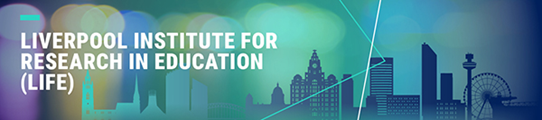 LIVERPOOL INSTITUTE FOR
RESEARCH IN EDUCATION
(LIFE)